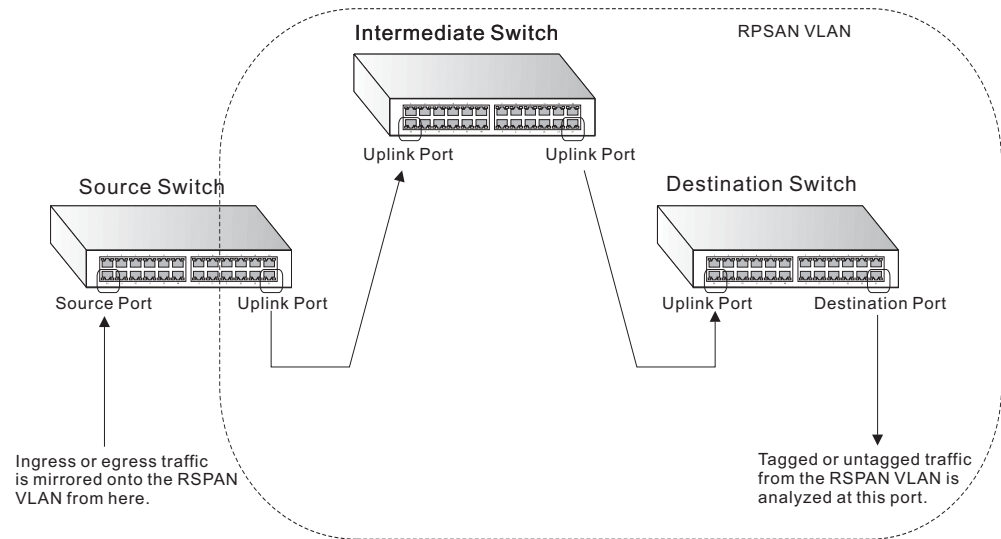 RPSAN VLAN
Intermediate Switch
Uplink Port
Uplink Port
Source Switch
Source Port
Uplink Port
Destination Switch
Uplink Port
Destination Port
Ingress or egress traffic
is mirrored onto the RSPAN
VLAN from here.
Tagged or untagged traffic
from the RSPAN VLAN is
analyzed at this port.